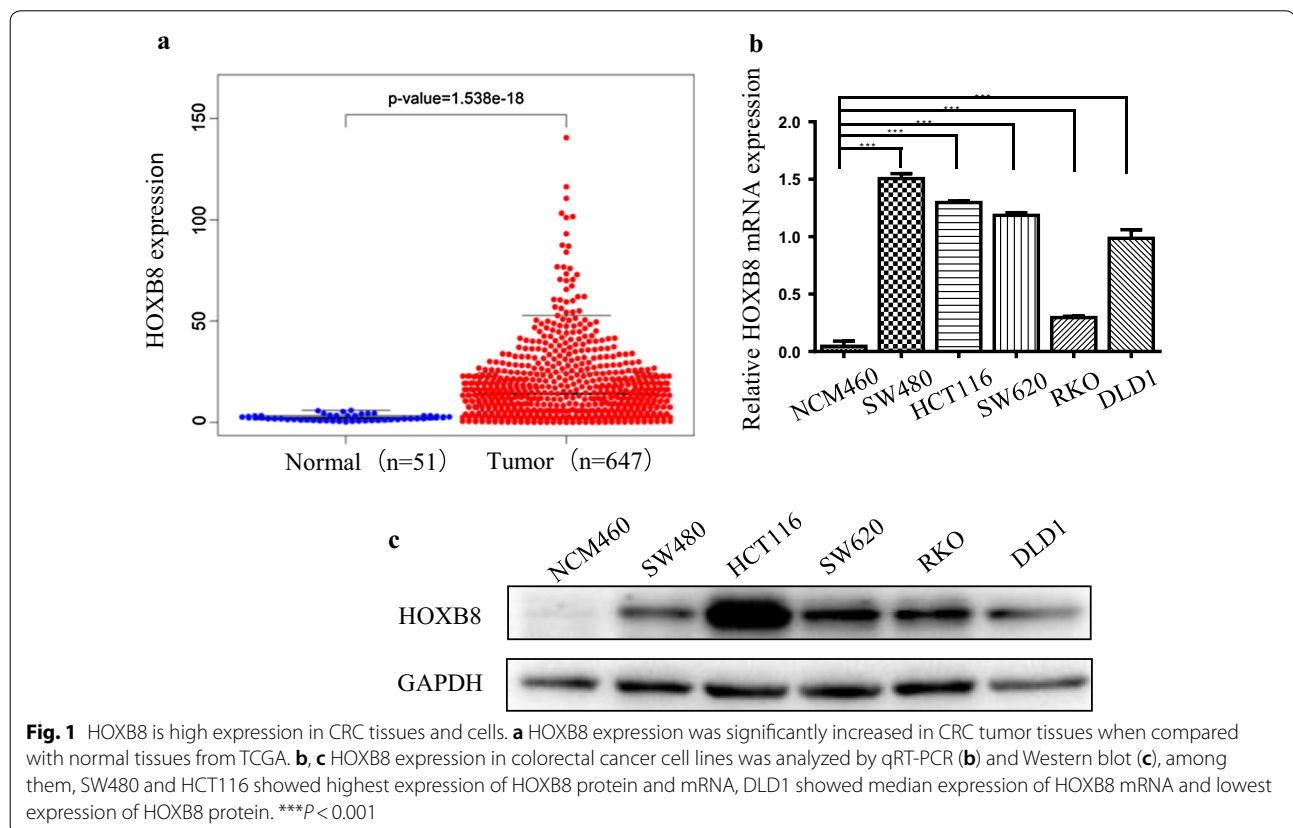 a
p-value=1.538e-18
HOXB8 expression
150
100
50
0
Normal（n=51）
Tumor（n=647）
b
Relative HOXB8 mRNA expression
2.0
1.5
1.0
0.5
0.0
***
***
***
***
***
NCM460
SW480
HCT116
SW620
RKO
DLD1
c
NCM460
SW480
HCT116
SW620
RKO
DLD1
HOXB8
GAPDH
Fig. 1 HOXB8 is high expression in CRC tissues and cells. a HOXB8 expression was significantly increased in CRC tumor tissues when compared
with normal tissues from TCGA. b, c HOXB8 expression in colorectal cancer cell lines was analyzed by qRT-PCR (b) and Western blot (c), among
them, SW480 and HCT116 showed highest expression of HOXB8 protein and mRNA, DLD1 showed median expression of HOXB8 mRNA and lowest
expression of HOXB8 protein. ***P < 0.001